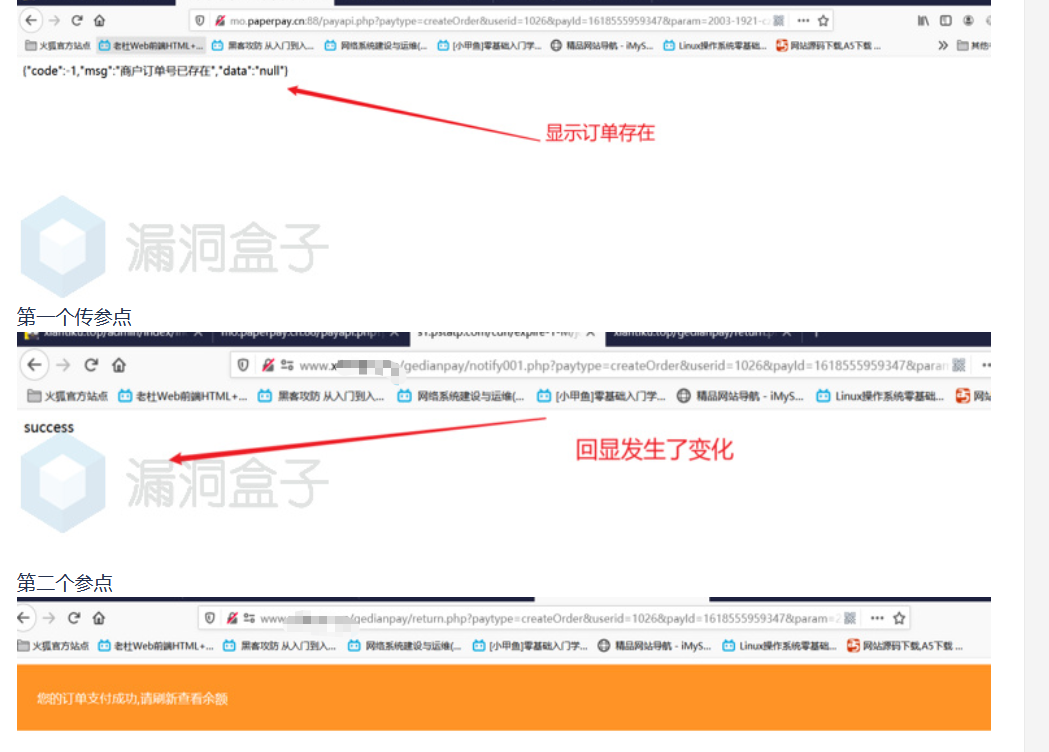 mo.paperpay.cn:88/payapi.php?paytype=createOrder&userid=1026&payId=1618555959347&param=2003-1921-c
火狐官方站点 老杜Web前端HTML+... 黑客攻防 从入门到入... 网络系统建设与运维(... [小甲鱼]零基础入门学... 精品网站导航 - iMyS... Linux操作系统零基础... 网站源码下载,A5下载 ... 其他
{"code":-1,"msg":"商户订单号已存在","data":"null"}
显示订单存在
漏洞盒子
第一个传参点
www.x /gedianpay/notify001.php?paytype=createOrder&userid=1026&payId=1618555959347&param
火狐官方站点 老杜Web前端HTML+... 黑客攻防 从入门到入... 网络系统建设与运维(... [小甲鱼]零基础入门学... 精品网站导航 - iMyS... Linux操作系统零基础... 网站
success
回显发生了变化
漏洞盒子
第二个参点
www. /gedianpay/return.php?paytype=createOrder&userid=1026&payId=1618555959347&param=2
火狐官方站点 老杜Web前端HTML+... 黑客攻防 从入门到入... 网络系统建设与运维(... [小甲鱼]零基础入门学... 精品网站导航 - iMyS... Linux操作系统零基础... 网站源码下载,A5下载 ...
您的订单支付成功,请刷新查看余额